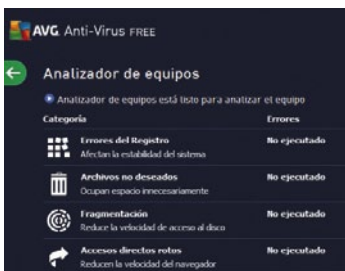 AVG Anti-Virus FREE
Analizador de equipos
Analizador de equipos está listo para analizar el equipo
Categoría Errores
Errores del Registro No ejecutado
Afectan la estabilidad del sistema
Archivos no deseados No ejecutado
Ocupan espacio innecesariamente
Fragmentación No ejecutado
Reduce la velocidad de acceso al disco
Accesos directos rotos No ejecutado
Reducen la velocidad del navegador